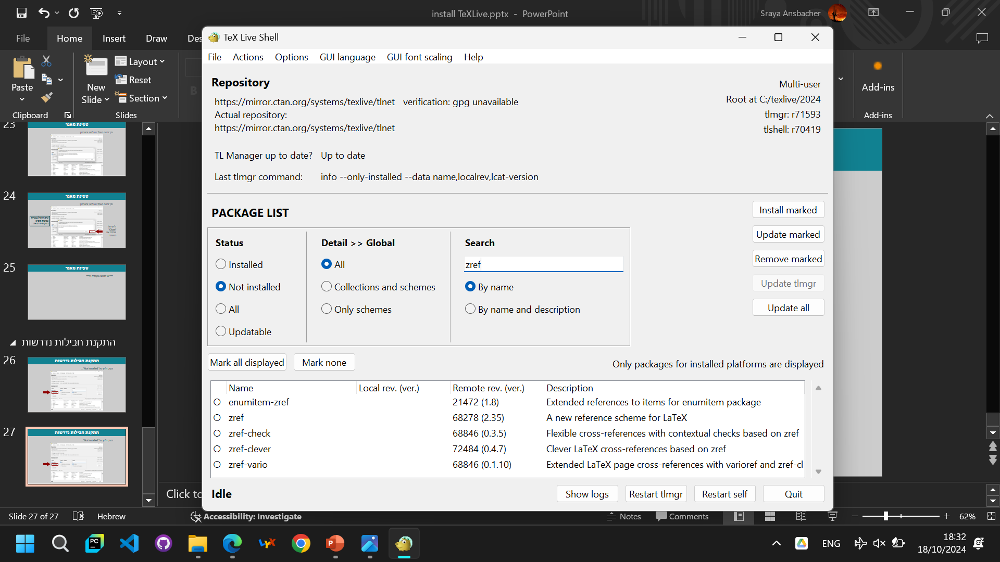 install TeXLive.pptx - PowerPoint
Sraya Ansbacher
File Home Insert Draw Des
Paste
New Slide
Layout
Reset
Section
Clipboard
Slides
Add-ins
Add-ins
TeX Live Shell
File Actions Options GUI language GUI font scaling Help
Repository
https://mirror.ctan.org/systems/texlive/tlnet verification: gpg unavailable
Actual repository:
https://mirror.ctan.org/systems/texlive/tlnet
Multi-user
Root at C:/texlive/2024
tlmgr: r71593
tlshell: r70419
TL Manager up to date? Up to date
Last tlmgr command: info --only-installed --data name,localrev,lcat-version
PACKAGE LIST
Install marked
Update marked
Remove marked
Update tlmgr
Update all
Status
Installed
Not installed
All
Updatable
Detail >> Global
All
Collections and schemes
Only schemes
Search
zref
By name
By name and description
Mark all displayed Mark none
Only packages for installed platforms are displayed
Name Local rev. (ver.) Remote rev. (ver.) Description
enumitem-zref 21472 (1.8) Extended references to items for enumitem package
zref 68278 (2.35) A new reference scheme for LaTeX
zref-check 68846 (0.3.5) Flexible cross-references with contextual checks based on zref
zref-clever 72484 (0.4.7) Clever LaTeX cross-references based on zref
zref-vario 68846 (0.1.10) Extended LaTeX page cross-references with varioref and zref-cl
Idle
Show logs Restart tlmgr Restart self Quit
23
טעינת מאגר
24
טעינת מאגר
25
טעינת מאגר
התקנת חבילות נדרשות
26
התקנת חבילות נדרשות
27
התקנת חבילות נדרשות
Click to
Slide 27 of 27 Hebrew Accessibility: Investigate Notes Comments 62%
ENG
18:32
18/10/2024